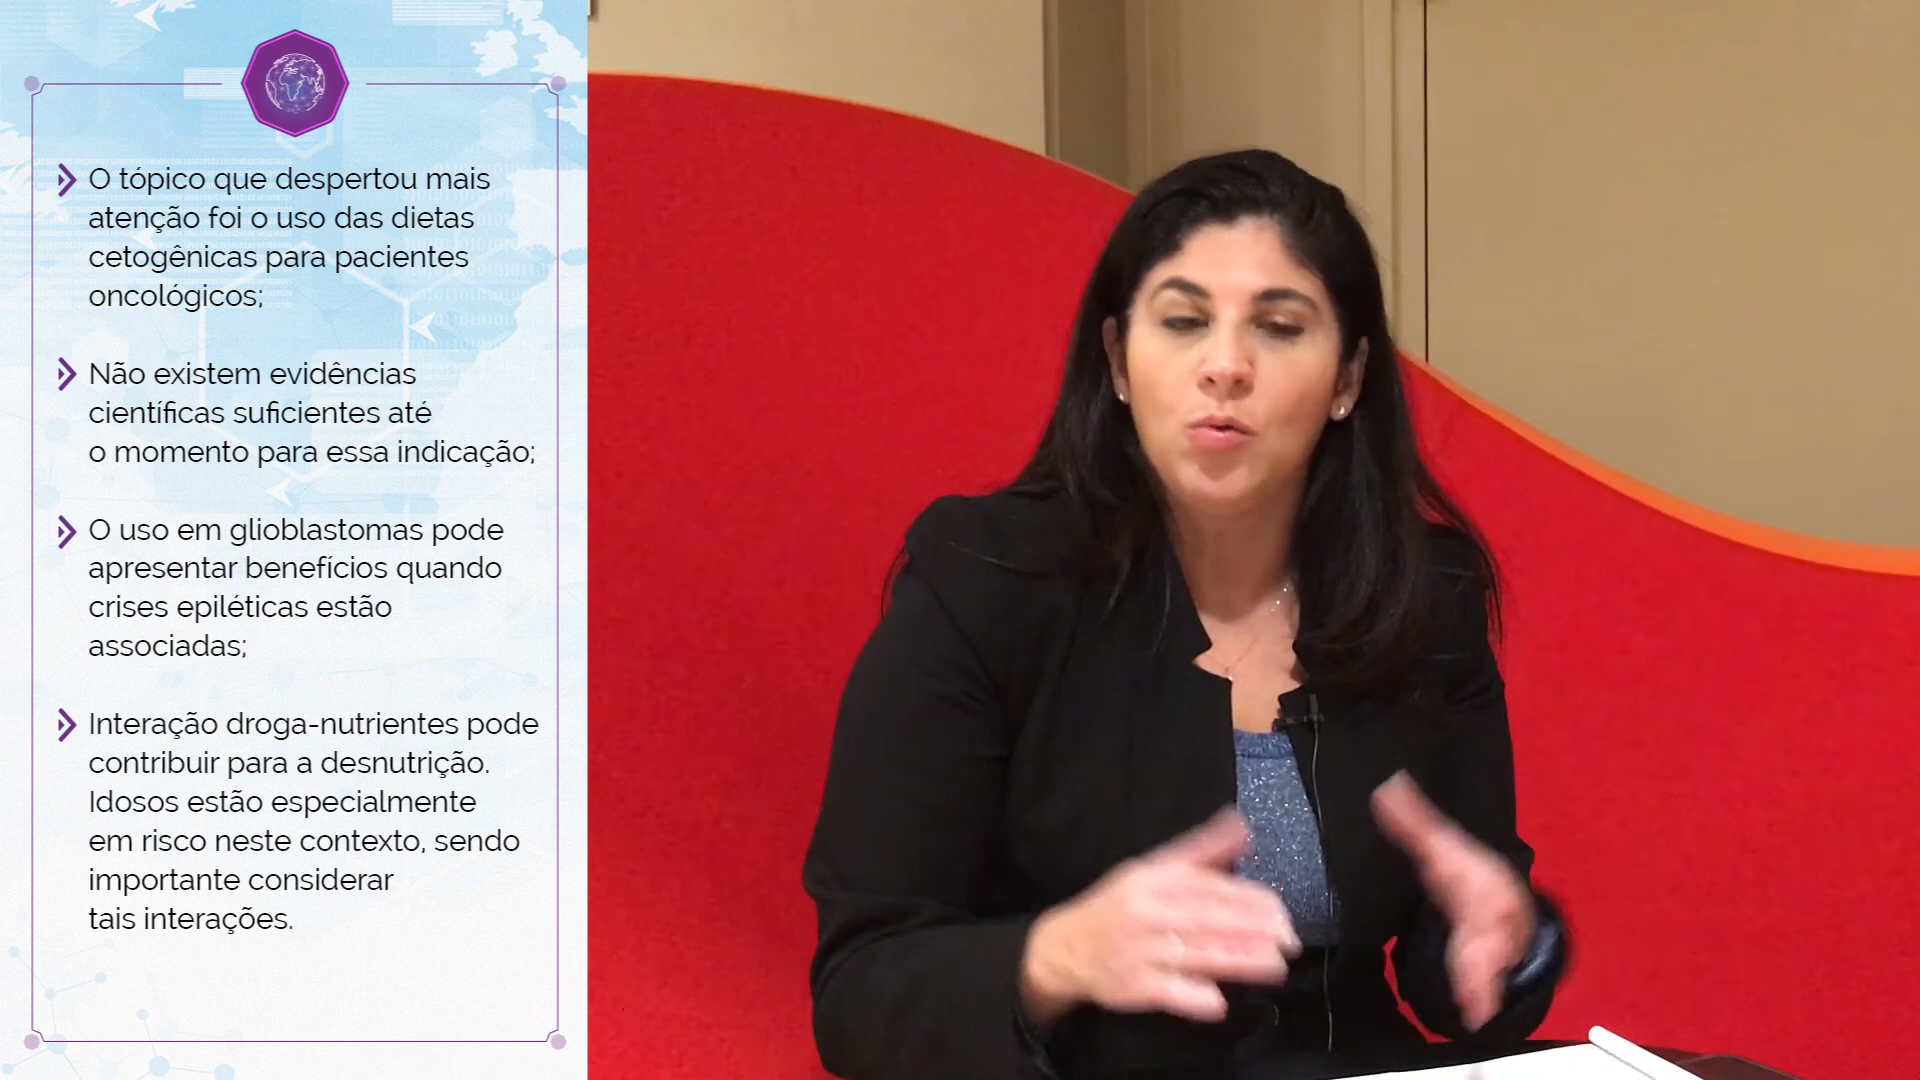 O tópico que despertou mais
atenção foi o uso das dietas
cetogênicas para pacientes
oncológicos;
Não existem evidências
científicas suficientes até
o momento para essa indicação;
O uso em glioblastomas pode
apresentar benefícios quando
crises epiléticas estão
associadas;
Interação droga-nutrientes pode
contribuir para a desnutrição.
Idosos estão especialmente
em risco neste contexto, sendo
importante considerar
tais interações.